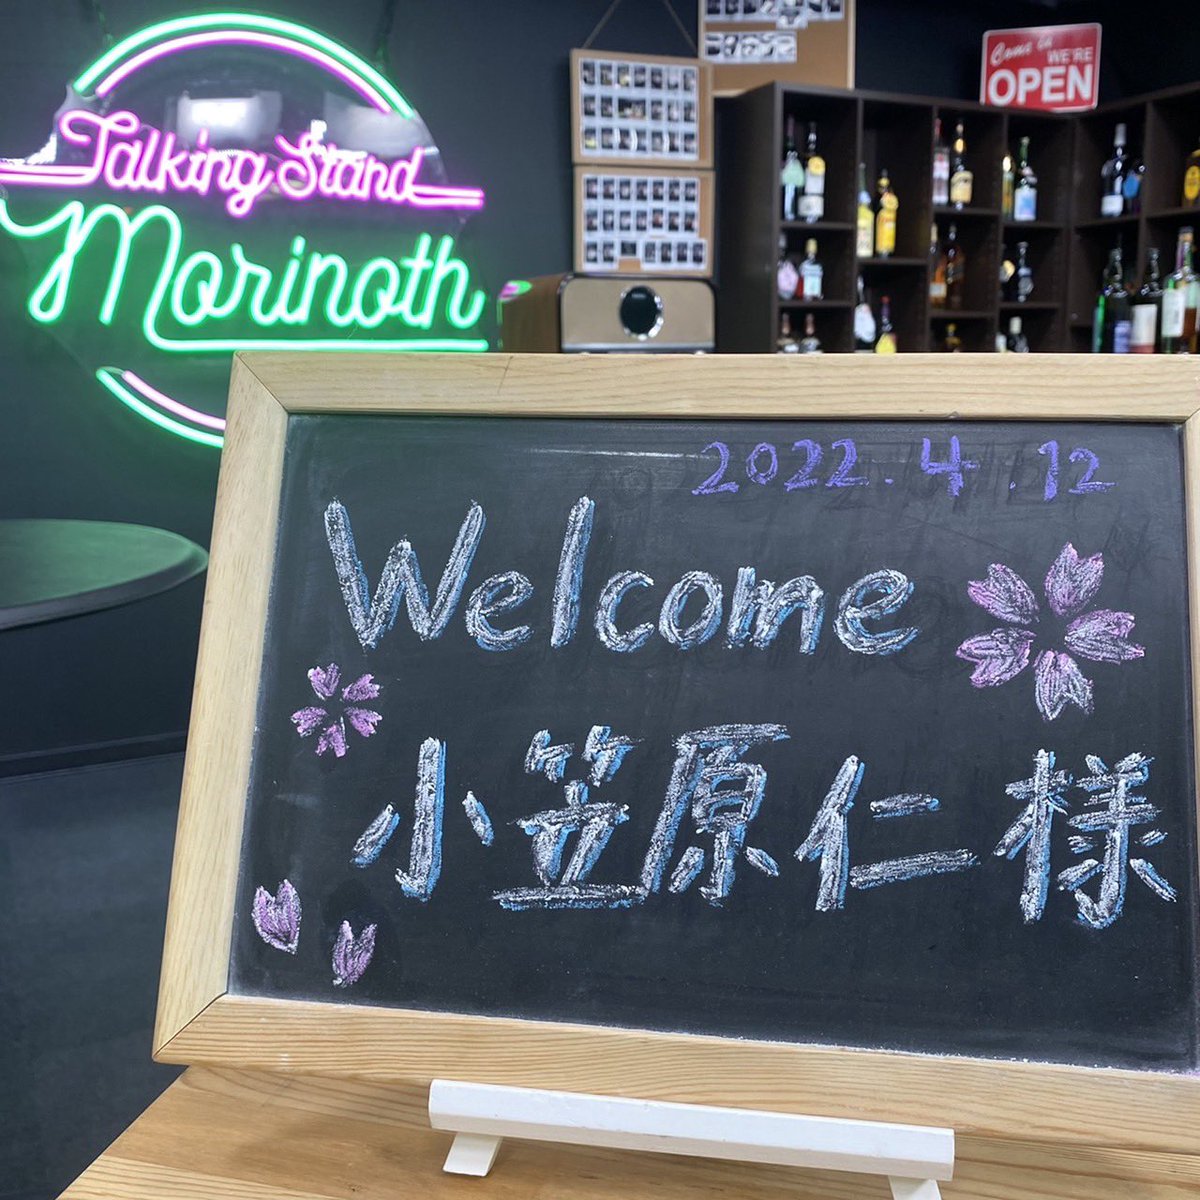 Talking Stand
Morinoth
Come in
WE'RE
OPEN
2022.4.12
Welcome
小笠原仁様